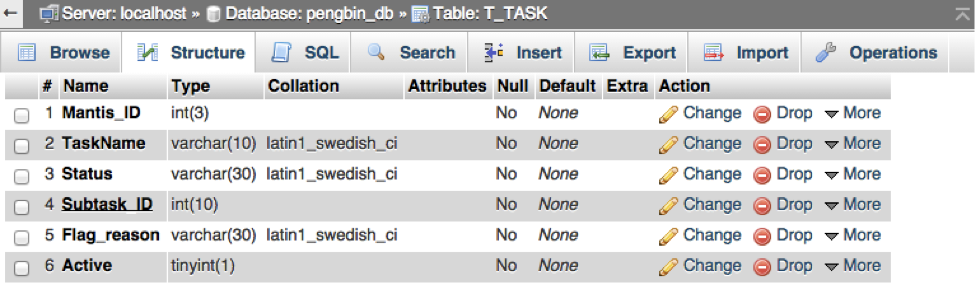 ← Server: localhost » Database: pengbin_db » Table: T_TASK
Browse Structure SQL Search Insert Export Import Operations
# Name Type Collation Attributes Null Default Extra Action
1 Mantis_ID int(3) No None Change Drop More
2 TaskName varchar(10) latin1_swedish_ci No None Change Drop More
3 Status varchar(30) latin1_swedish_ci No None Change Drop More
4 Subtask_ID int(10) No None Change Drop More
5 Flag_reason varchar(30) latin1_swedish_ci No None Change Drop More
6 Active tinyint(1) No None Change Drop More